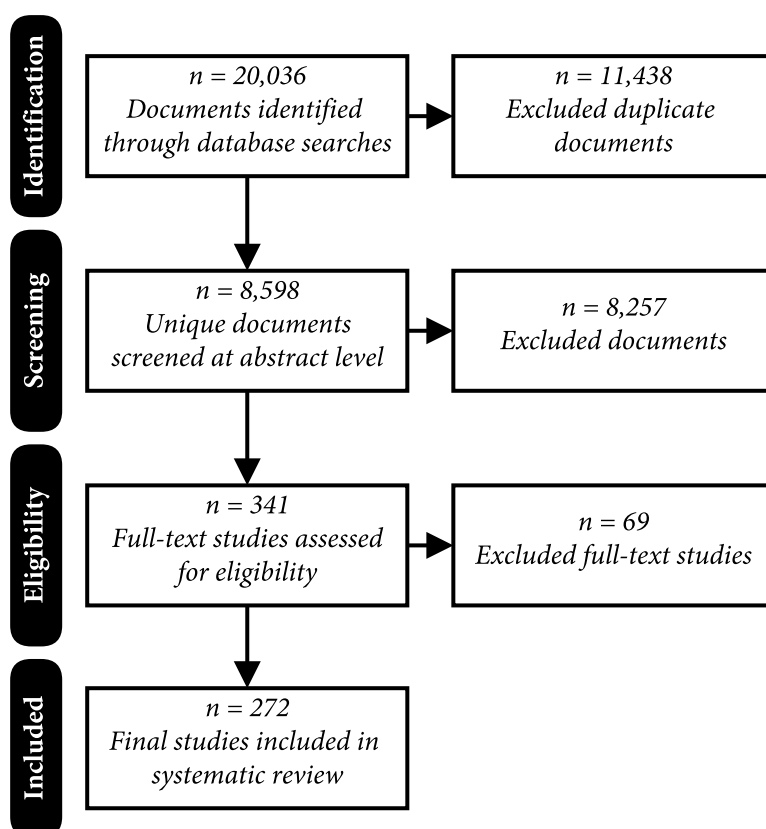 Identification
n = 20,036
Documents identified
through database searches
n = 11,438
Excluded duplicate
documents
Screening
n = 8,598
Unique documents
screened at abstract level
n = 8,257
Excluded documents
Eligibility
n = 341
Full-text studies assessed
for eligibility
n = 69
Excluded full-text studies
Included
n = 272
Final studies included in
systematic review